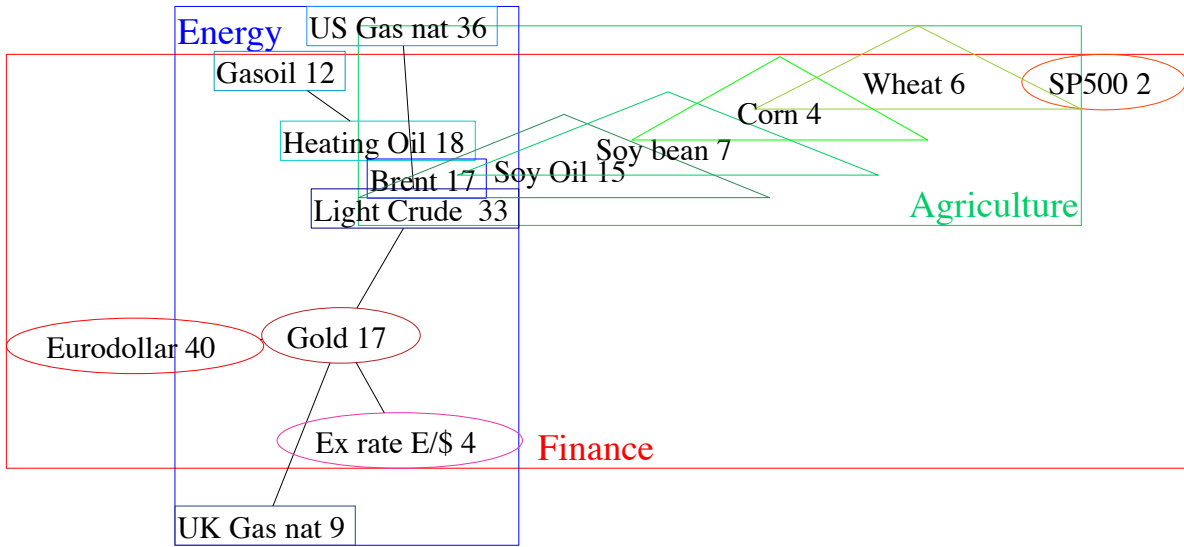 US Gas nat 36
Energy
Gasoil 12
Wheat 6
SP500 2
Corn 4
Heating Oil 18
Soy bean 7
Soy Oil 15
Brent 17
Light Crude 33
Agriculture
Gold 17
Eurodollar 40
Ex rate E/$ 4
Finance
UK Gas nat 9